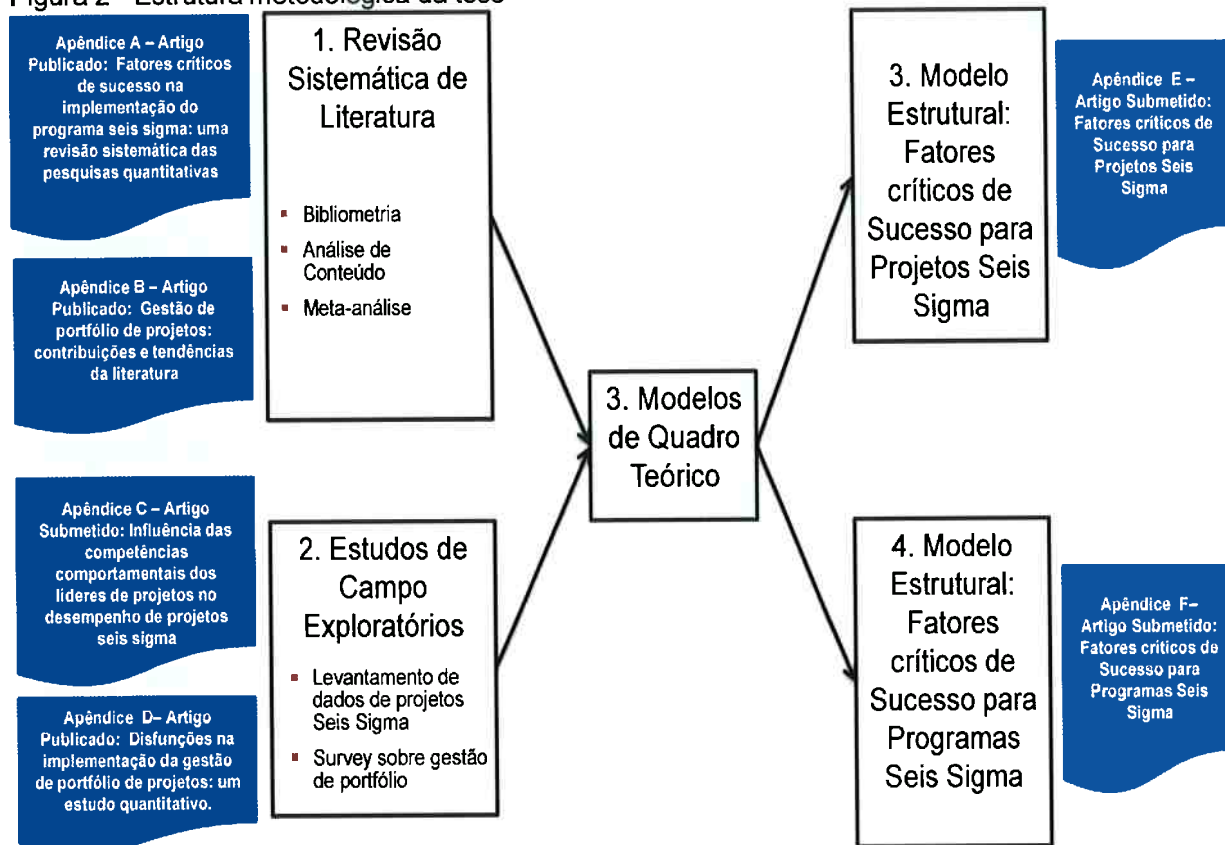 Figura 2 - Estrutura metodológica da tese
Apêndice A – Artigo
Publicado: Fatores críticos
de sucesso na
implementação do
programa seis sigma: uma
revisão sistemática das
pesquisas quantitativas
Apêndice B – Artigo
Publicado: Gestão de
portfólio de projetos:
contribuições e tendências
da literatura
Apêndice C – Artigo
Submetido: Influência das
competências
comportamentais dos
líderes de projetos no
desempenho de projetos
seis sigma
Apêndice D– Artigo
Publicado: Disfunções na
implementação da gestão
de portfólio de projetos: um
estudo quantitativo.
1. Revisão
Sistemática de
Literatura
▪ Bibliometria
▪ Análise de
Conteúdo
▪ Meta-análise
2. Estudos de
Campo
Exploratórios
▪ Levantamento de
dados de projetos
Seis Sigma
▪ Survey sobre gestão
de portfólio
3. Modelos
de Quadro
Teórico
3. Modelo
Estrutural:
Fatores
críticos de
Sucesso para
Projetos Seis
Sigma
4. Modelo
Estrutural:
Fatores
críticos de
Sucesso para
Programas
Seis Sigma
Apêndice E –
Artigo Submetido:
Fatores críticos de
Sucesso para
Projetos Seis
Sigma
Apêndice F–
Artigo Submetido:
Fatores críticos de
Sucesso para
Programas Seis
Sigma